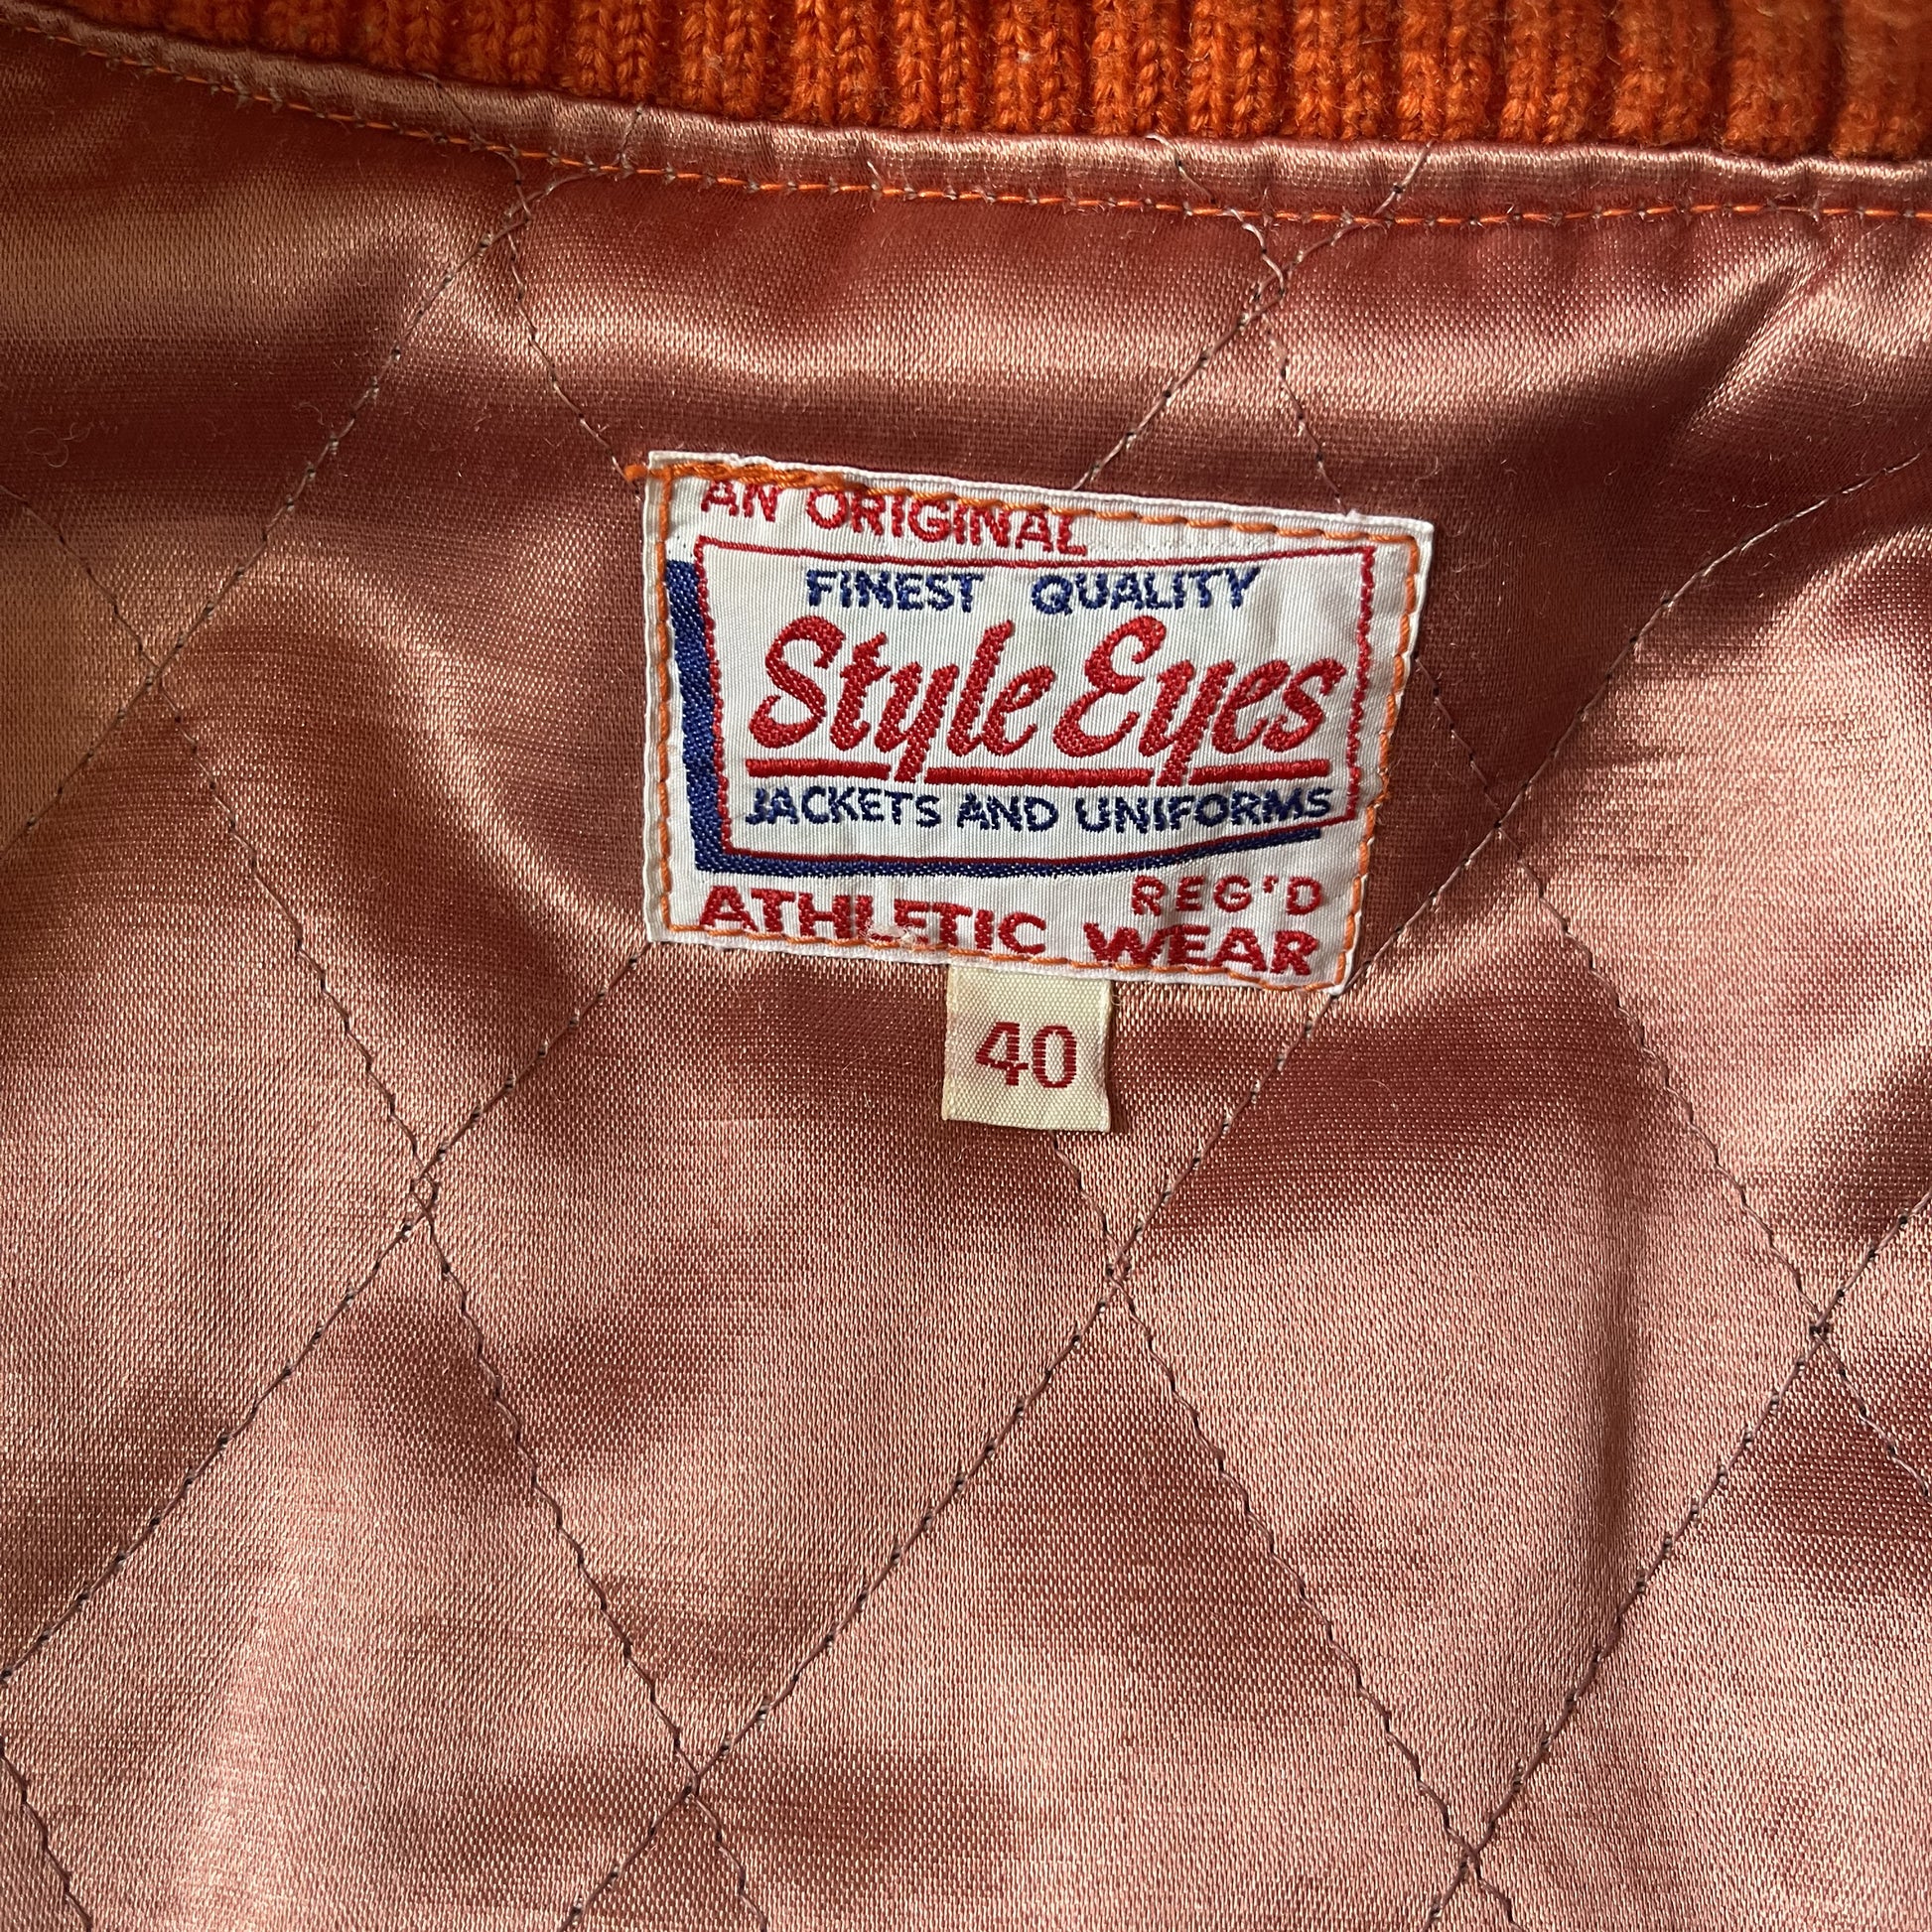 AN ORIGINAL
FINEST QUALITY
Style Eyes
JACKETS AND UNIFORMS
REG'D
ATHLETIC WEAR
40